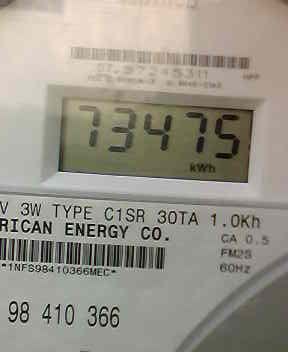 73475
kWh
V 3W TYPE C1SR 30TA 1.0Kh
RICAN ENERGY CO.
CA 0.5
FM2S
60Hz
*1NFS98410366MEC*
98 410 366